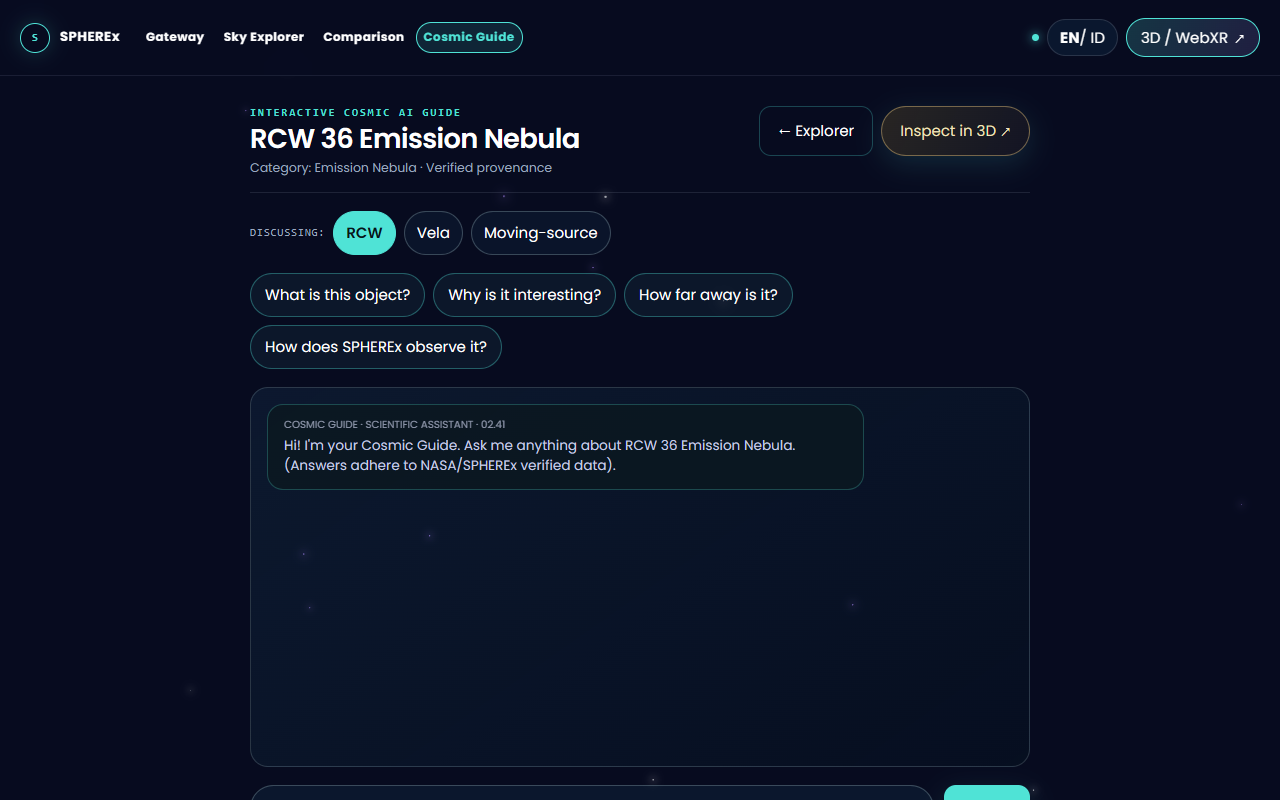 S SPHEREx Gateway Sky Explorer Comparison Cosmic Guide EN/ ID 3D / WebXR ↗
INTERACTIVE COSMIC AI GUIDE
RCW 36 Emission Nebula
Category: Emission Nebula · Verified provenance
← Explorer Inspect in 3D ↗
DISCUSSING: RCW Vela Moving-source
What is this object? Why is it interesting? How far away is it?
How does SPHEREx observe it?
COSMIC GUIDE · SCIENTIFIC ASSISTANT · 02.41
Hi! I'm your Cosmic Guide. Ask me anything about RCW 36 Emission Nebula.
(Answers adhere to NASA/SPHEREx verified data).